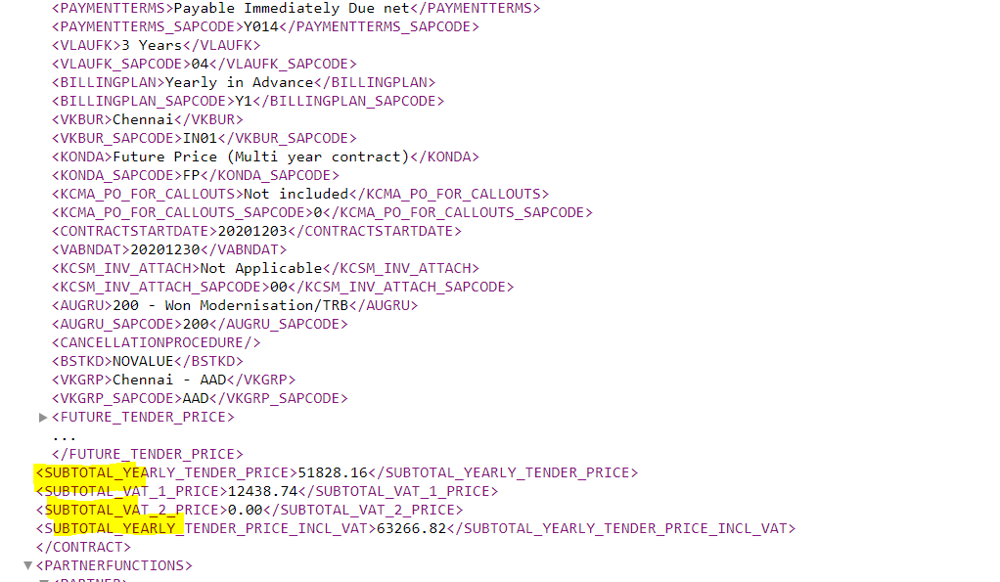 <PAYMENTTERMS>Payable Immediately Due net</PAYMENTTERMS>
<PAYMENTTERMS_SAPCODE>Y014</PAYMENTTERMS_SAPCODE>
<VLAUFK>3 Years</VLAUFK>
<VLAUFK_SAPCODE>04</VLAUFK_SAPCODE>
<BILLINGPLAN>Yearly in Advance</BILLINGPLAN>
<BILLINGPLAN_SAPCODE>Y1</BILLINGPLAN_SAPCODE>
<VKBUR>Chennai</VKBUR>
<VKBUR_SAPCODE>IN01</VKBUR_SAPCODE>
<KONDA>Future Price (Multi year contract)</KONDA>
<KONDA_SAPCODE>FP</KONDA_SAPCODE>
<KCMA_PO_FOR_CALLOUTS>Not included</KCMA_PO_FOR_CALLOUTS>
<KCMA_PO_FOR_CALLOUTS_SAPCODE>0</KCMA_PO_FOR_CALLOUTS_SAPCODE>
<CONTRACTSTARTDATE>20201203</CONTRACTSTARTDATE>
<VABNDAT>20201230</VABNDAT>
<KCSM_INV_ATTACH>Not Applicable</KCSM_INV_ATTACH>
<KCSM_INV_ATTACH_SAPCODE>00</KCSM_INV_ATTACH_SAPCODE>
<AUGRU>200 - Won Modernisation/TRB</AUGRU>
<AUGRU_SAPCODE>200</AUGRU_SAPCODE>
<CANCELLATIONPROCEDURE/>
<BSTKD>NOVALUE</BSTKD>
<VKGRP>Chennai - AAD</VKGRP>
<VKGRP_SAPCODE>AAD</VKGRP_SAPCODE>
<FUTURE_TENDER_PRICE>
...
</FUTURE_TENDER_PRICE>
<SUBTOTAL_YEARLY_TENDER_PRICE>51828.16</SUBTOTAL_YEARLY_TENDER_PRICE>
<SUBTOTAL_VAT_1_PRICE>12438.74</SUBTOTAL_VAT_1_PRICE>
<SUBTOTAL_VAT_2_PRICE>0.00</SUBTOTAL_VAT_2_PRICE>
<SUBTOTAL_YEARLY_TENDER_PRICE_INCL_VAT>63266.82</SUBTOTAL_YEARLY_TENDER_PRICE_INCL_VAT>
</CONTRACT>
<PARTNERFUNCTIONS>
<PARTNER>